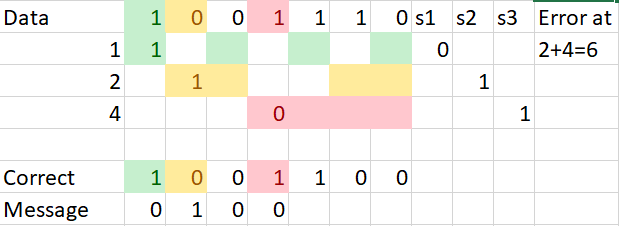 Data 1 0 0 1 1 1 0 s1 s2 s3 Error at
1 1 0 2+4=6
2 1 1
4 0 1
Correct 1 0 0 1 1 0 0
Message 0 1 0 0